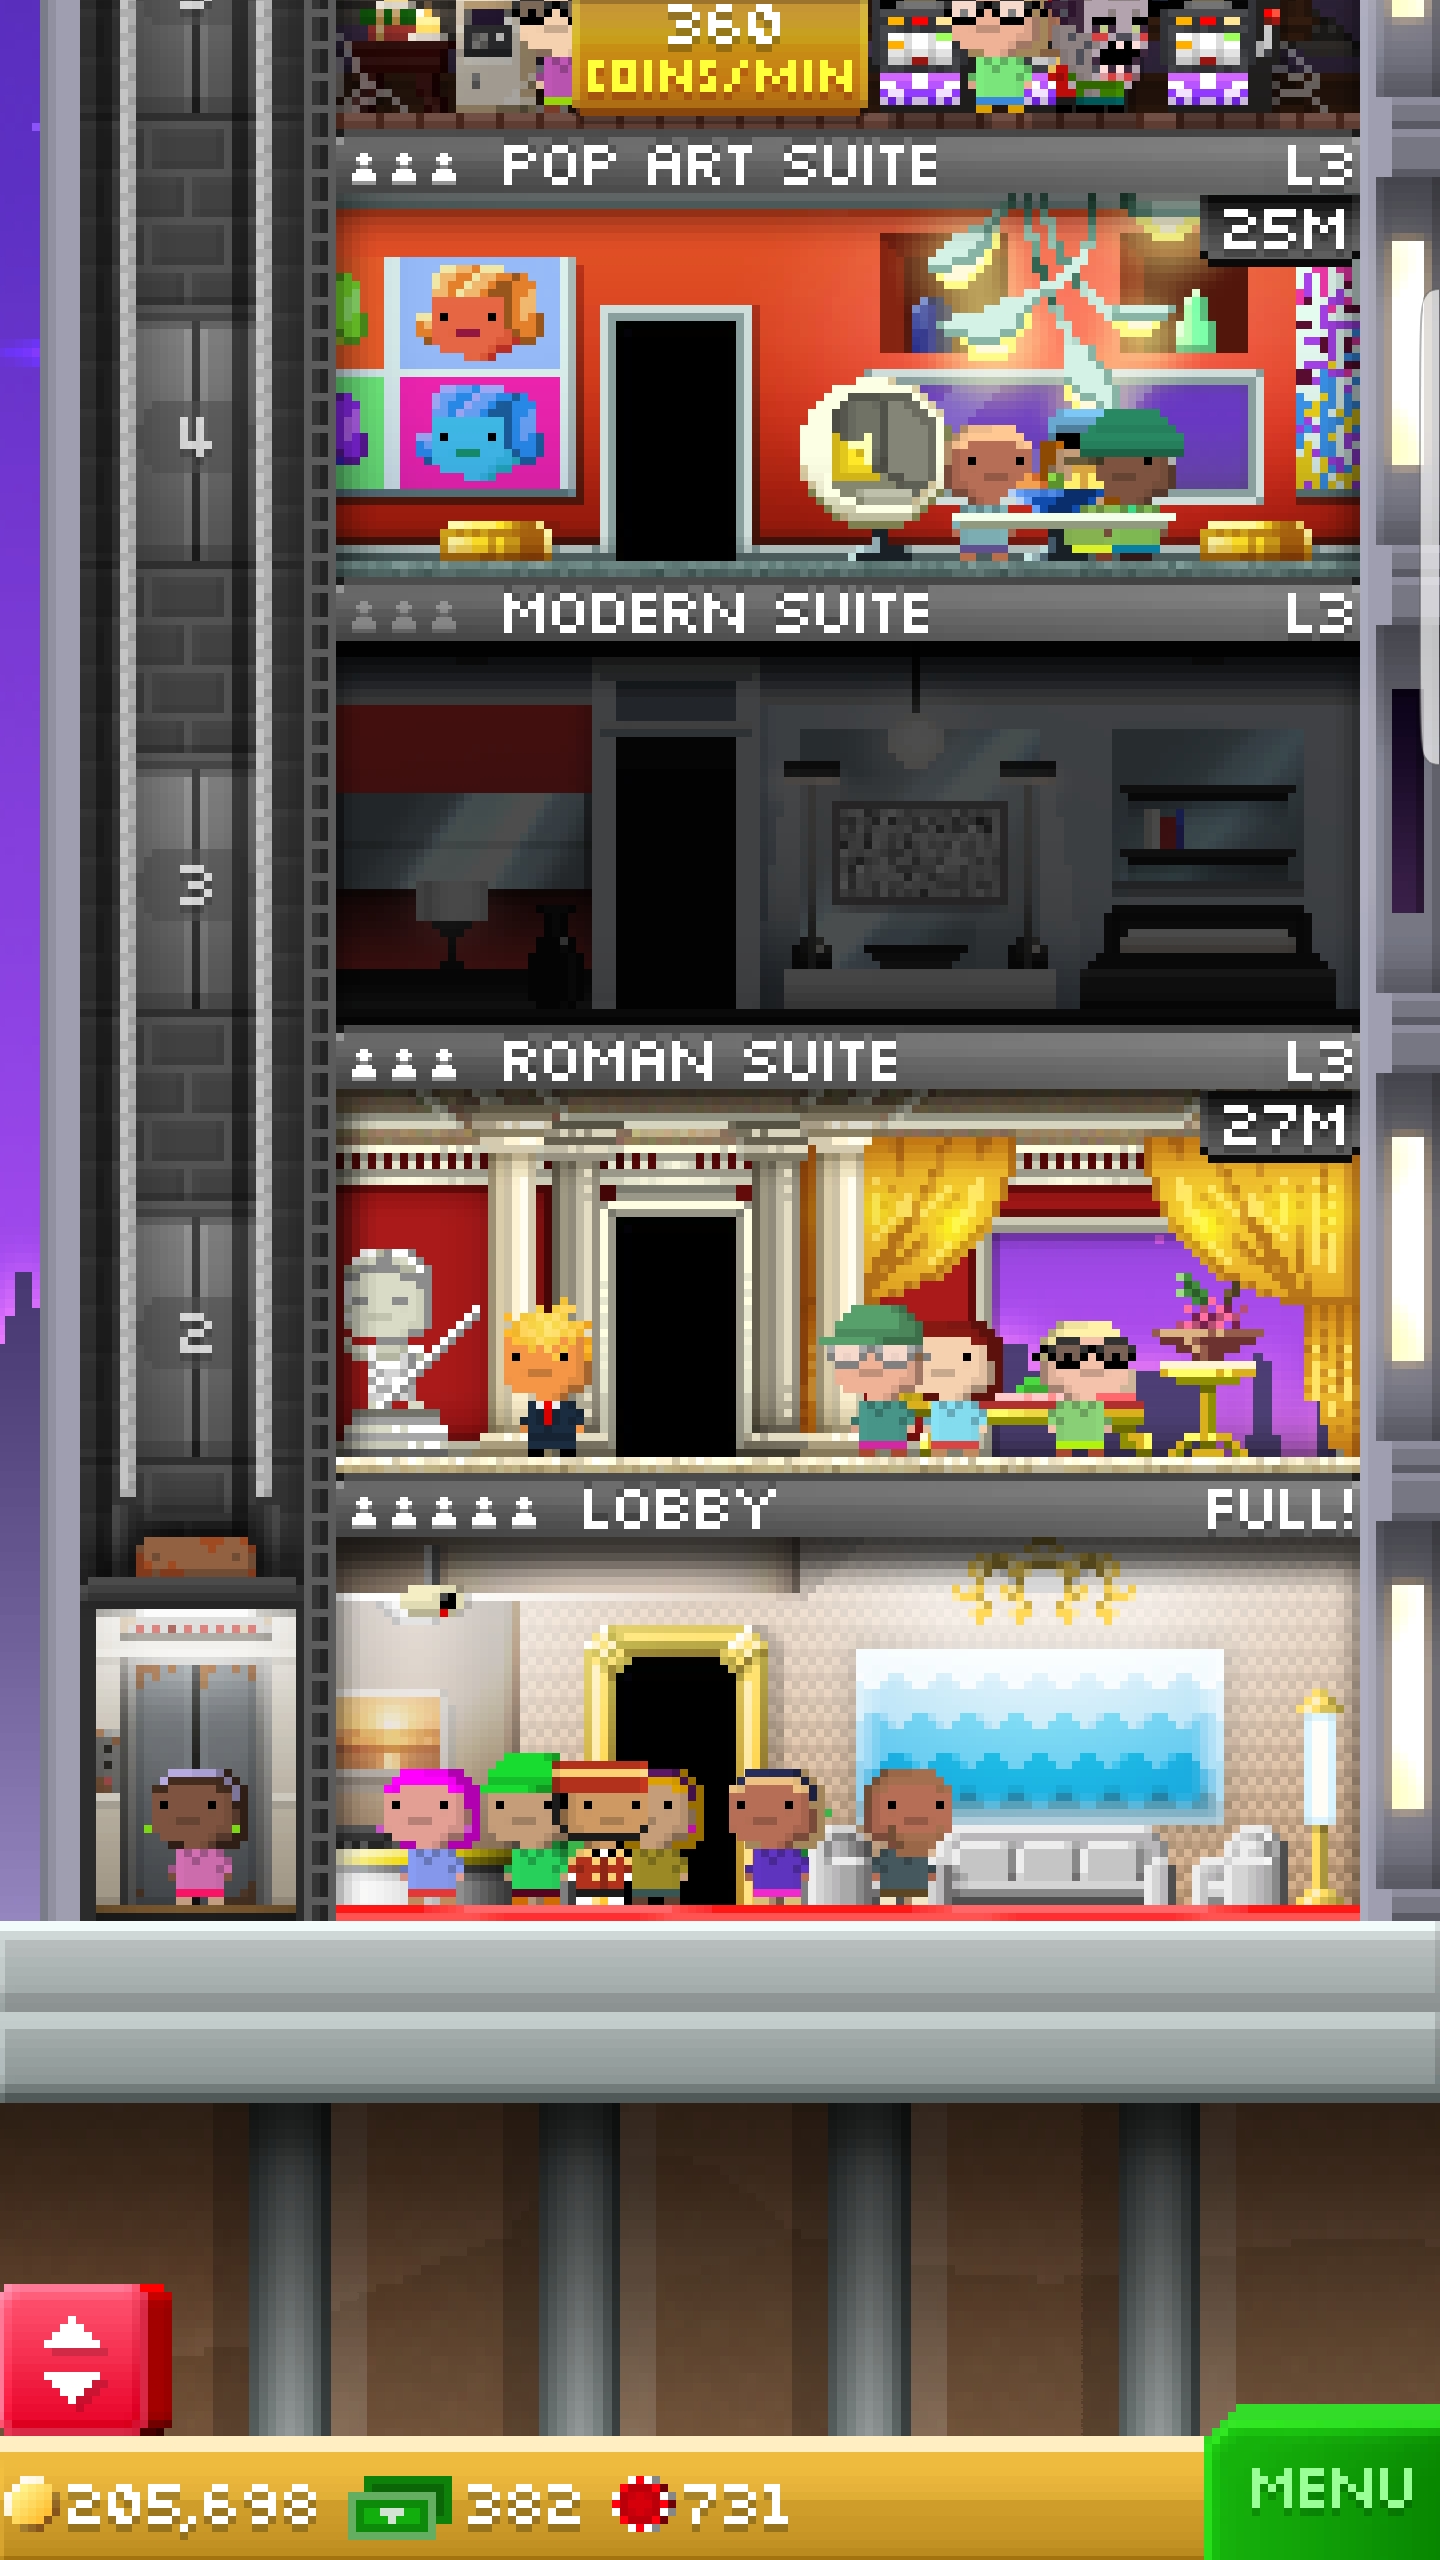 360
COINS/MIN
POP ART SUITE L3
25M
4
MODERN SUITE L3
3
ROMAN SUITE L3
27M
2
LOBBY FULL!
MENU
205,698 382 731